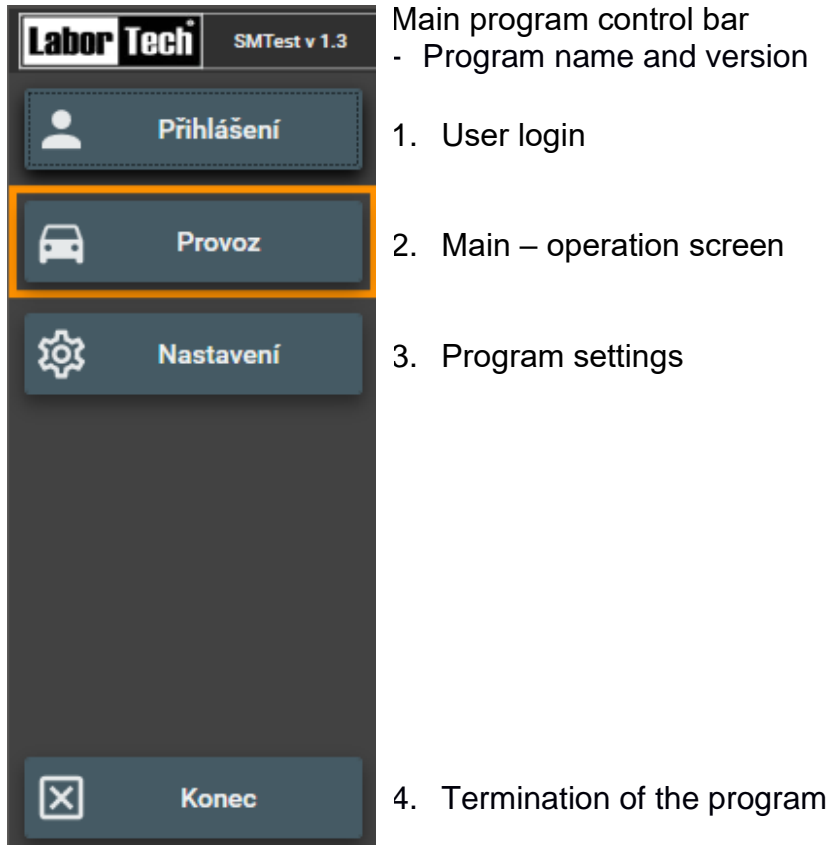 Labor Tech SMTest v 1.3
Main program control bar
- Program name and version
Přihlášení
1. User login
Provoz
2. Main – operation screen
Nastavení
3. Program settings
Konec
4. Termination of the program